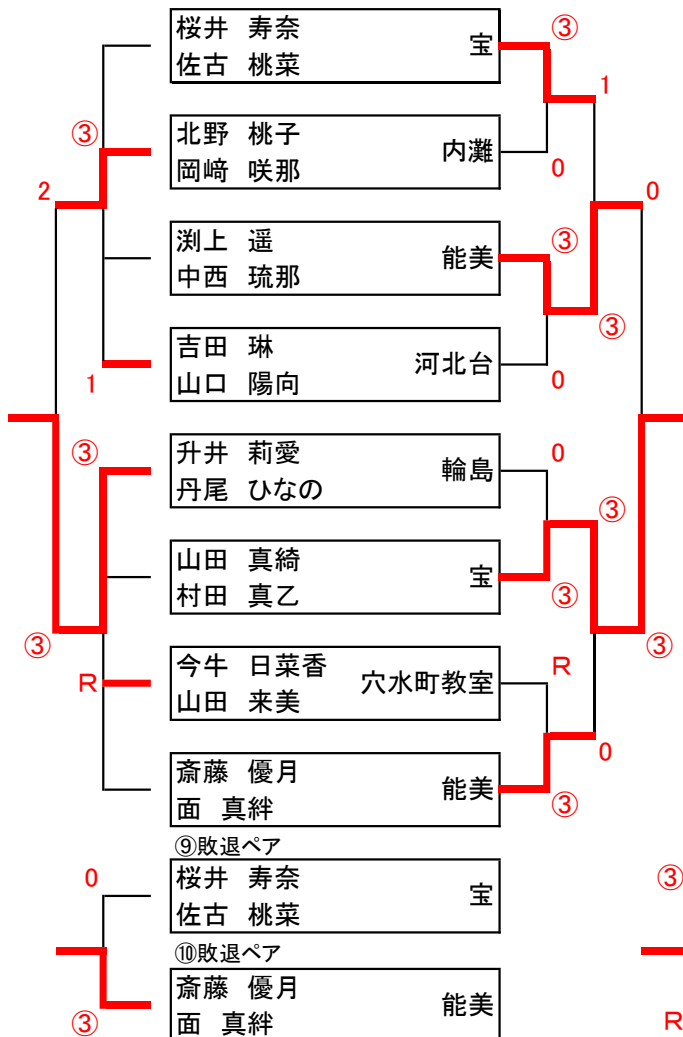 桜井 寿奈
佐古 桃菜
宝
③
1
北野 桃子
岡﨑 咲那
内灘
③
0
2
0
渕上 遥
中西 琉那
能美
③
③
吉田 琳
山口 陽向
河北台
1
0
升井 莉愛
丹尾 ひなの
輪島
③
0
③
山田 真綺
村田 真乙
宝
③
③
③
今牛 日菜香
山田 来美
穴水町教室
R
R
0
斎藤 優月
面 真絆
能美
③
⑨敗退ペア
桜井 寿奈
佐古 桃菜
宝
0
③
⑩敗退ペア
斎藤 優月
面 真絆
能美
③
R